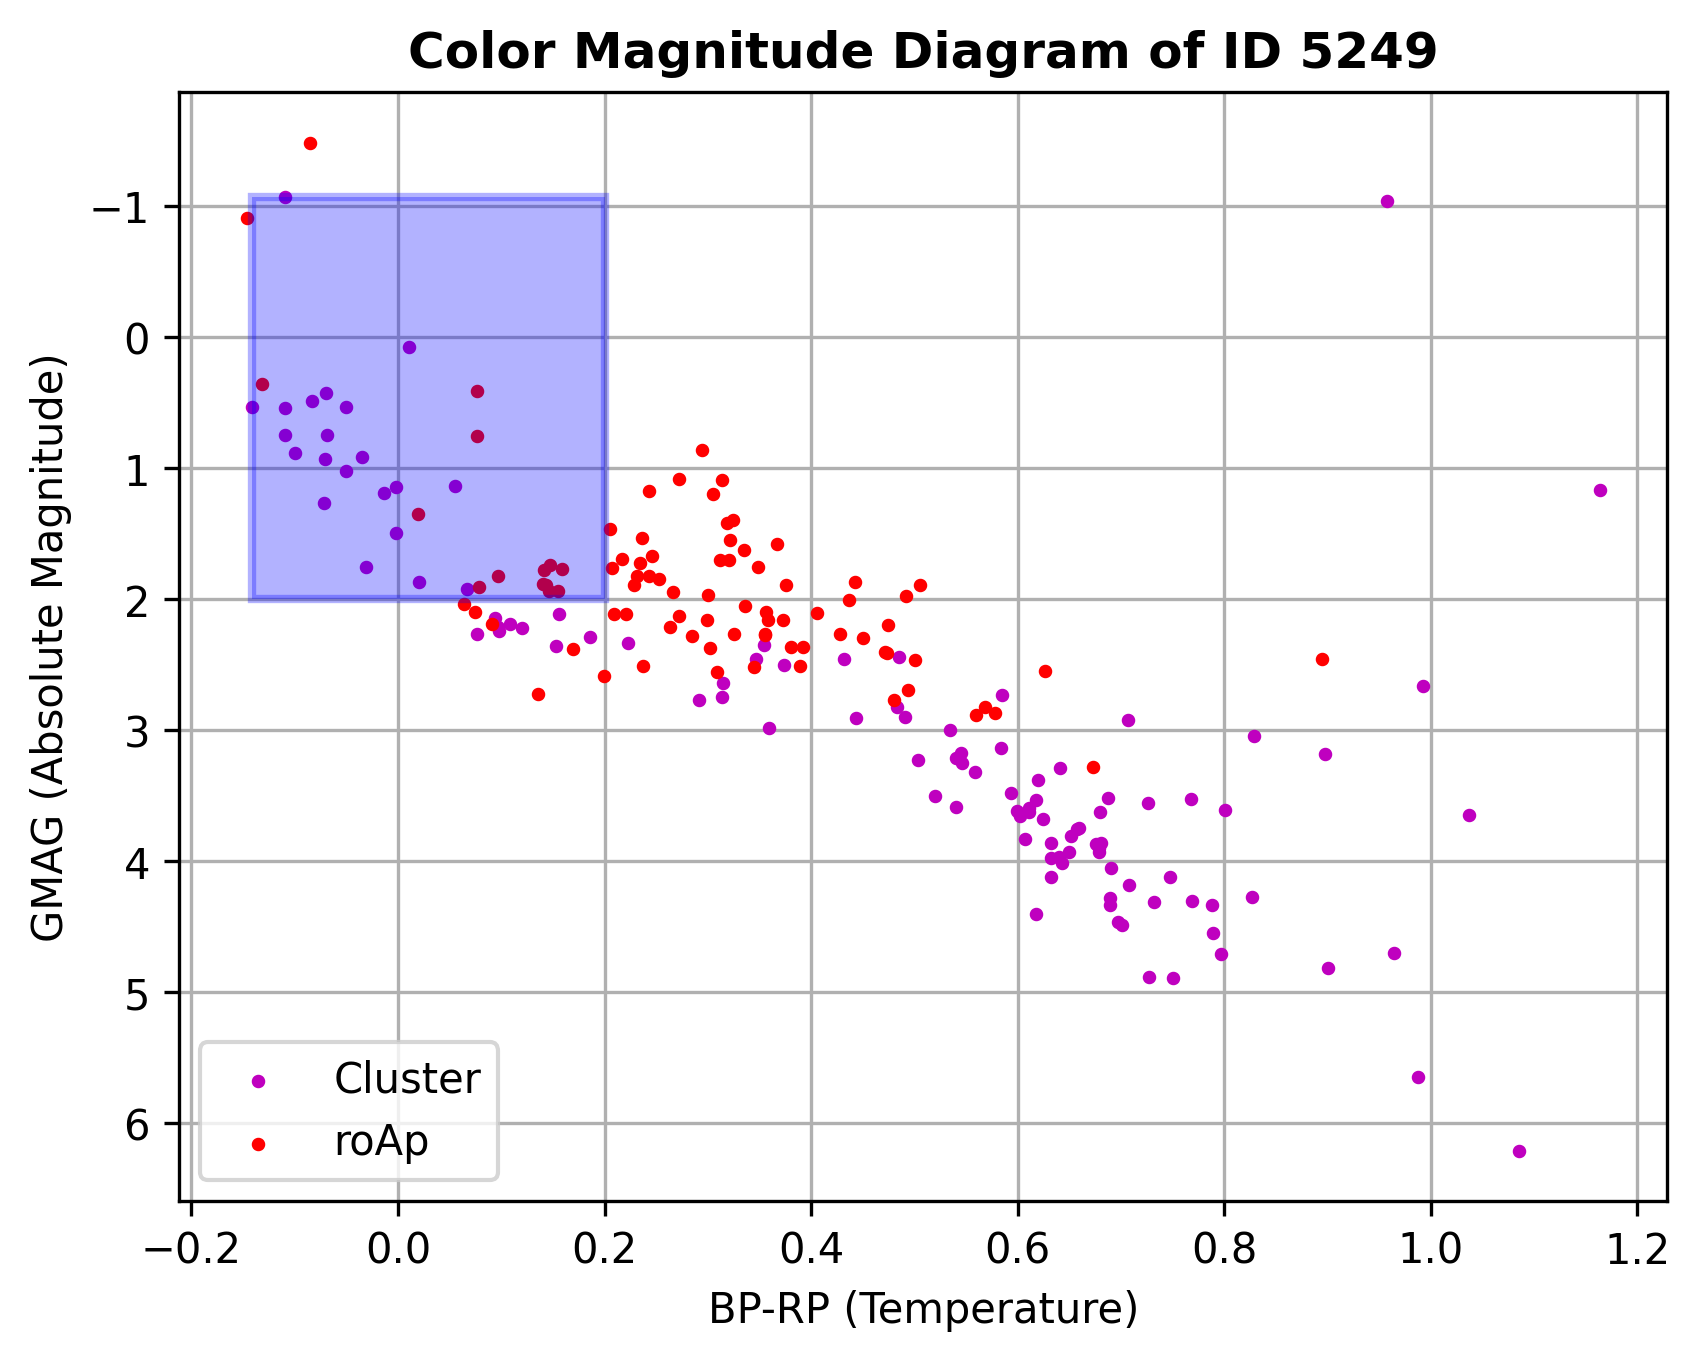 Color Magnitude Diagram of ID 5249
GMAG (Absolute Magnitude)
−1
0
1
2
3
4
5
6
Cluster
roAp
−0.2 0.0 0.2 0.4 0.6 0.8 1.0 1.2
BP-RP (Temperature)